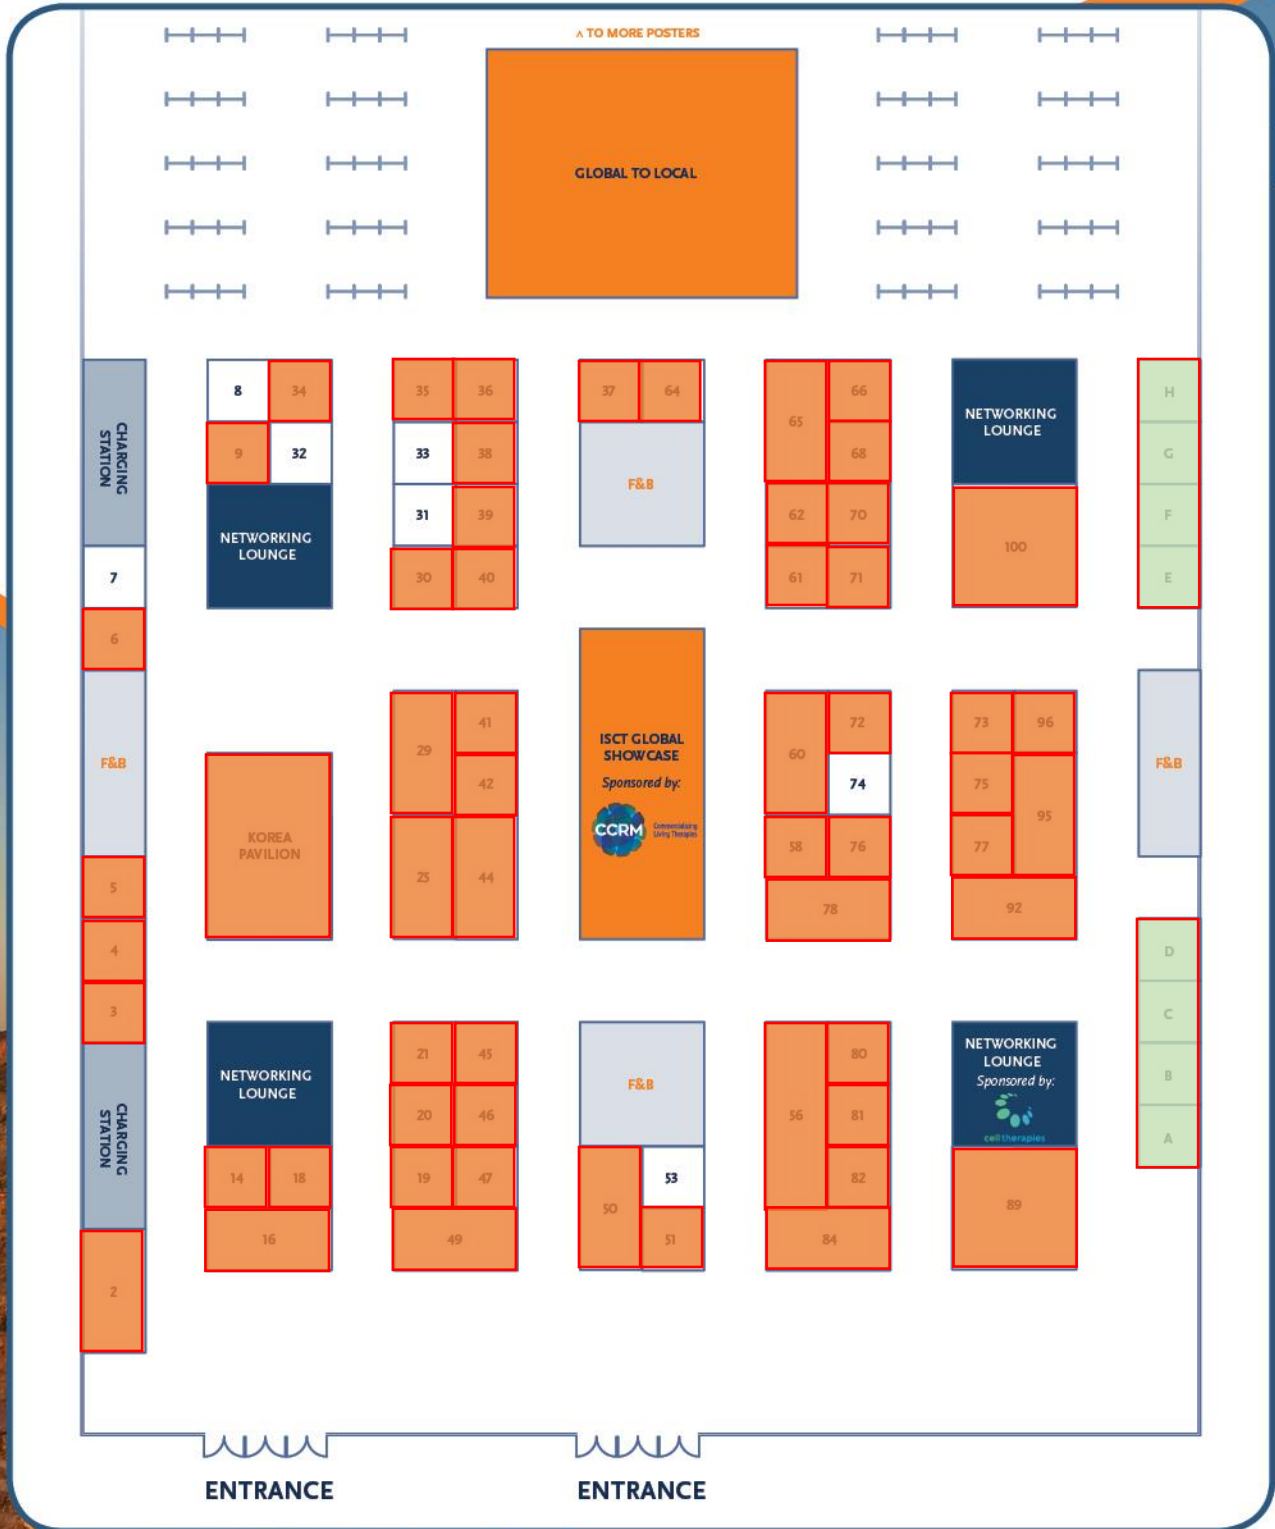 ∧ TO MORE POSTERS
GLOBAL TO LOCAL
CHARGING
STATION
8
34
9
32
NETWORKING
LOUNGE
35
36
33
38
31
39
30
40
37
64
F&B
65
66
68
62
70
61
71
NETWORKING
LOUNGE
100
H
G
F
E
7
6
F&B
5
4
3
KOREA
PAVILION
29
41
42
25
44
ISCT GLOBAL
SHOWCASE
Sponsored by:
CCRM
Commercializing
Living Therapies
60
72
74
58
76
78
73
96
75
95
77
92
F&B
D
C
B
A
CHARGING
STATION
2
NETWORKING
LOUNGE
14
18
16
21
45
20
46
19
47
49
F&B
50
53
51
56
80
81
82
84
NETWORKING
LOUNGE
Sponsored by:
celltherapies
89
ENTRANCE
ENTRANCE